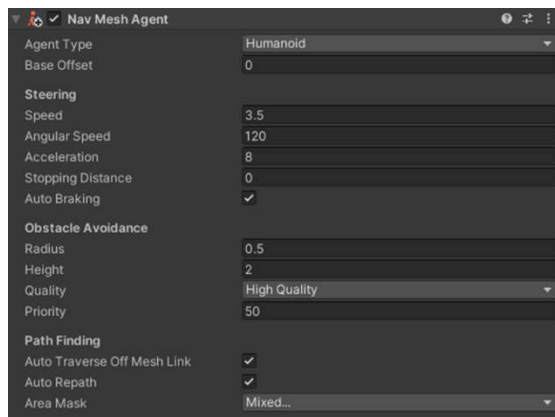 Nav Mesh Agent
Agent Type Humanoid
Base Offset 0
Steering
Speed 3.5
Angular Speed 120
Acceleration 8
Stopping Distance 0
Auto Braking
Obstacle Avoidance
Radius 0.5
Height 2
Quality High Quality
Priority 50
Path Finding
Auto Traverse Off Mesh Link
Auto Repath
Area Mask Mixed...